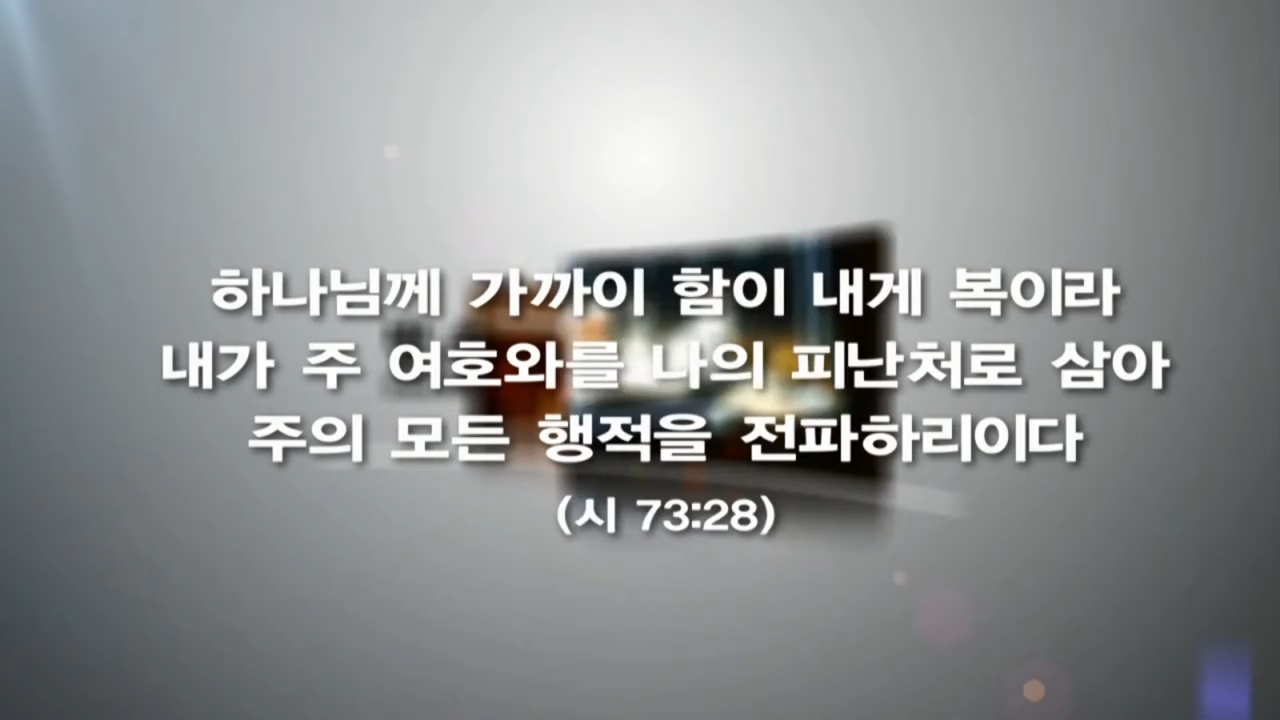 하나님께 가까이 함이 내게 복이라
내가 주 여호와를 나의 피난처로 삼아
주의 모든 행적을 전파하리이다
(시 73:28)